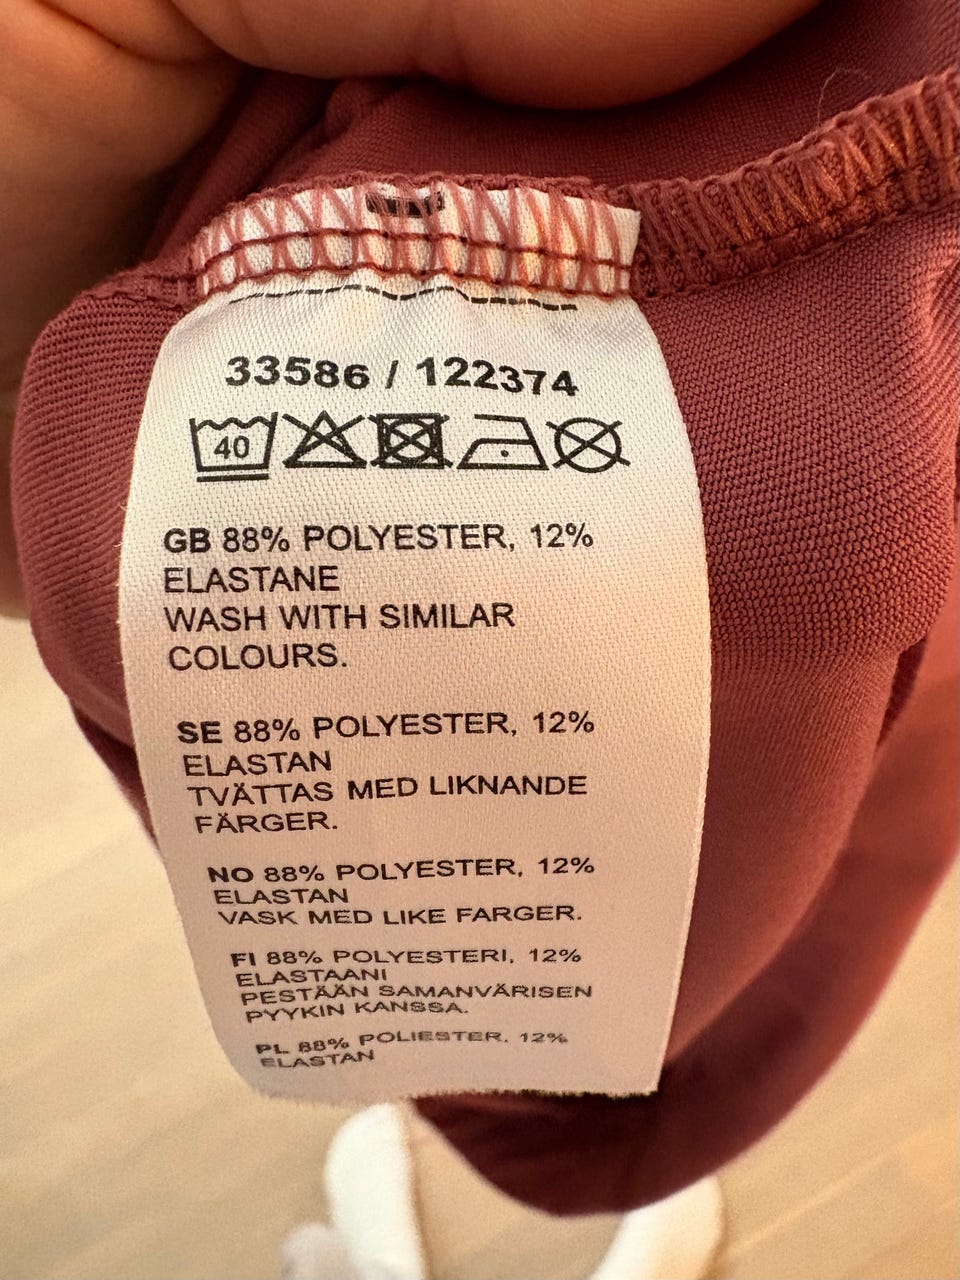 33586 / 122374
40
GB 88% POLYESTER, 12%
ELASTANE
WASH WITH SIMILAR
COLOURS.
SE 88% POLYESTER, 12%
ELASTAN
TVÄTTAS MED LIKNANDE
FÄRGER.
NO 88% POLYESTER, 12%
ELASTAN
VASK MED LIKE FARGER.
FI 88% POLYESTERI, 12%
ELASTAANI
PESTÄÄN SAMANVÄRISEN
PYYKIN KANSSA.
PL 88% POLIESTER, 12%
ELASTAN